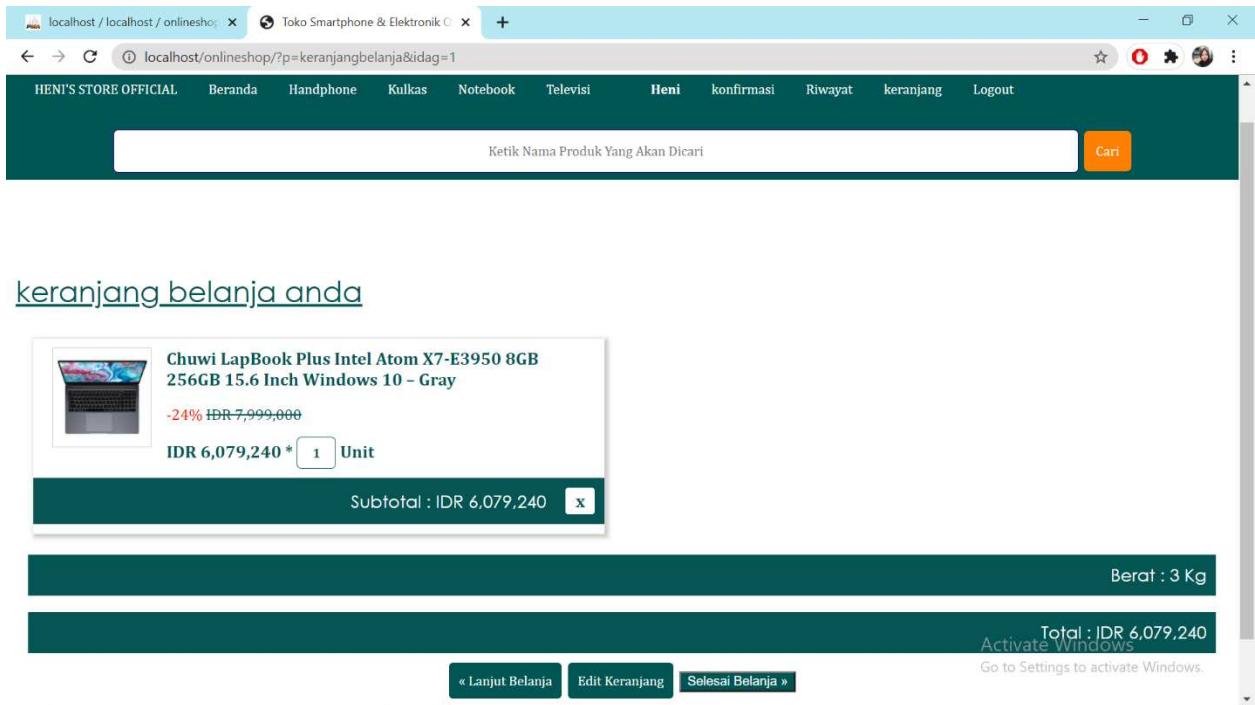 localhost / localhost / onlineshop
Toko Smartphone & Elektronik O
localhost/onlineshop/?p=keranjangbelanja&idag=1
HENI'S STORE OFFICIAL Beranda Handphone Kulkas Notebook Televisi Heni konfirmasi Riwayat keranjang Logout
Ketik Nama Produk Yang Akan Dicari Cari
keranjang belanja anda
Chuwi LapBook Plus Intel Atom X7-E3950 8GB
256GB 15.6 Inch Windows 10 – Gray
-24% IDR 7,999,000
IDR 6,079,240 * 1 Unit
Subtotal : IDR 6,079,240 x
Berat : 3 Kg
Total : IDR 6,079,240
Activate Windows
Go to Settings to activate Windows.
« Lanjut Belanja Edit Keranjang Selesai Belanja »